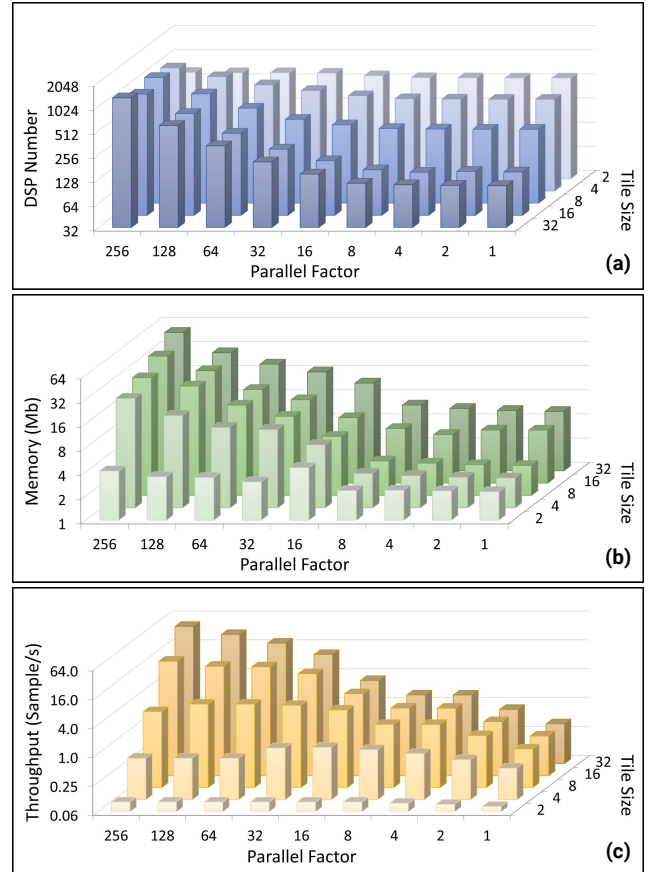 2048
1024
512
256
128
64
32
DSP Number
256 128 64 32 16 8 4 2 1
Parallel Factor
32 16 8 4 2
Tile Size
(a)
64
32
16
8
4
2
1
Memory (Mb)
256 128 64 32 16 8 4 2 1
Parallel Factor
2 4 8 16 32
Tile Size
(b)
64.0
16.0
4.0
1.0
0.25
0.06
Throughput (Sample/s)
256 128 64 32 16 8 4 2 1
Parallel Factor
2 4 8 16 32
Tile Size
(c)